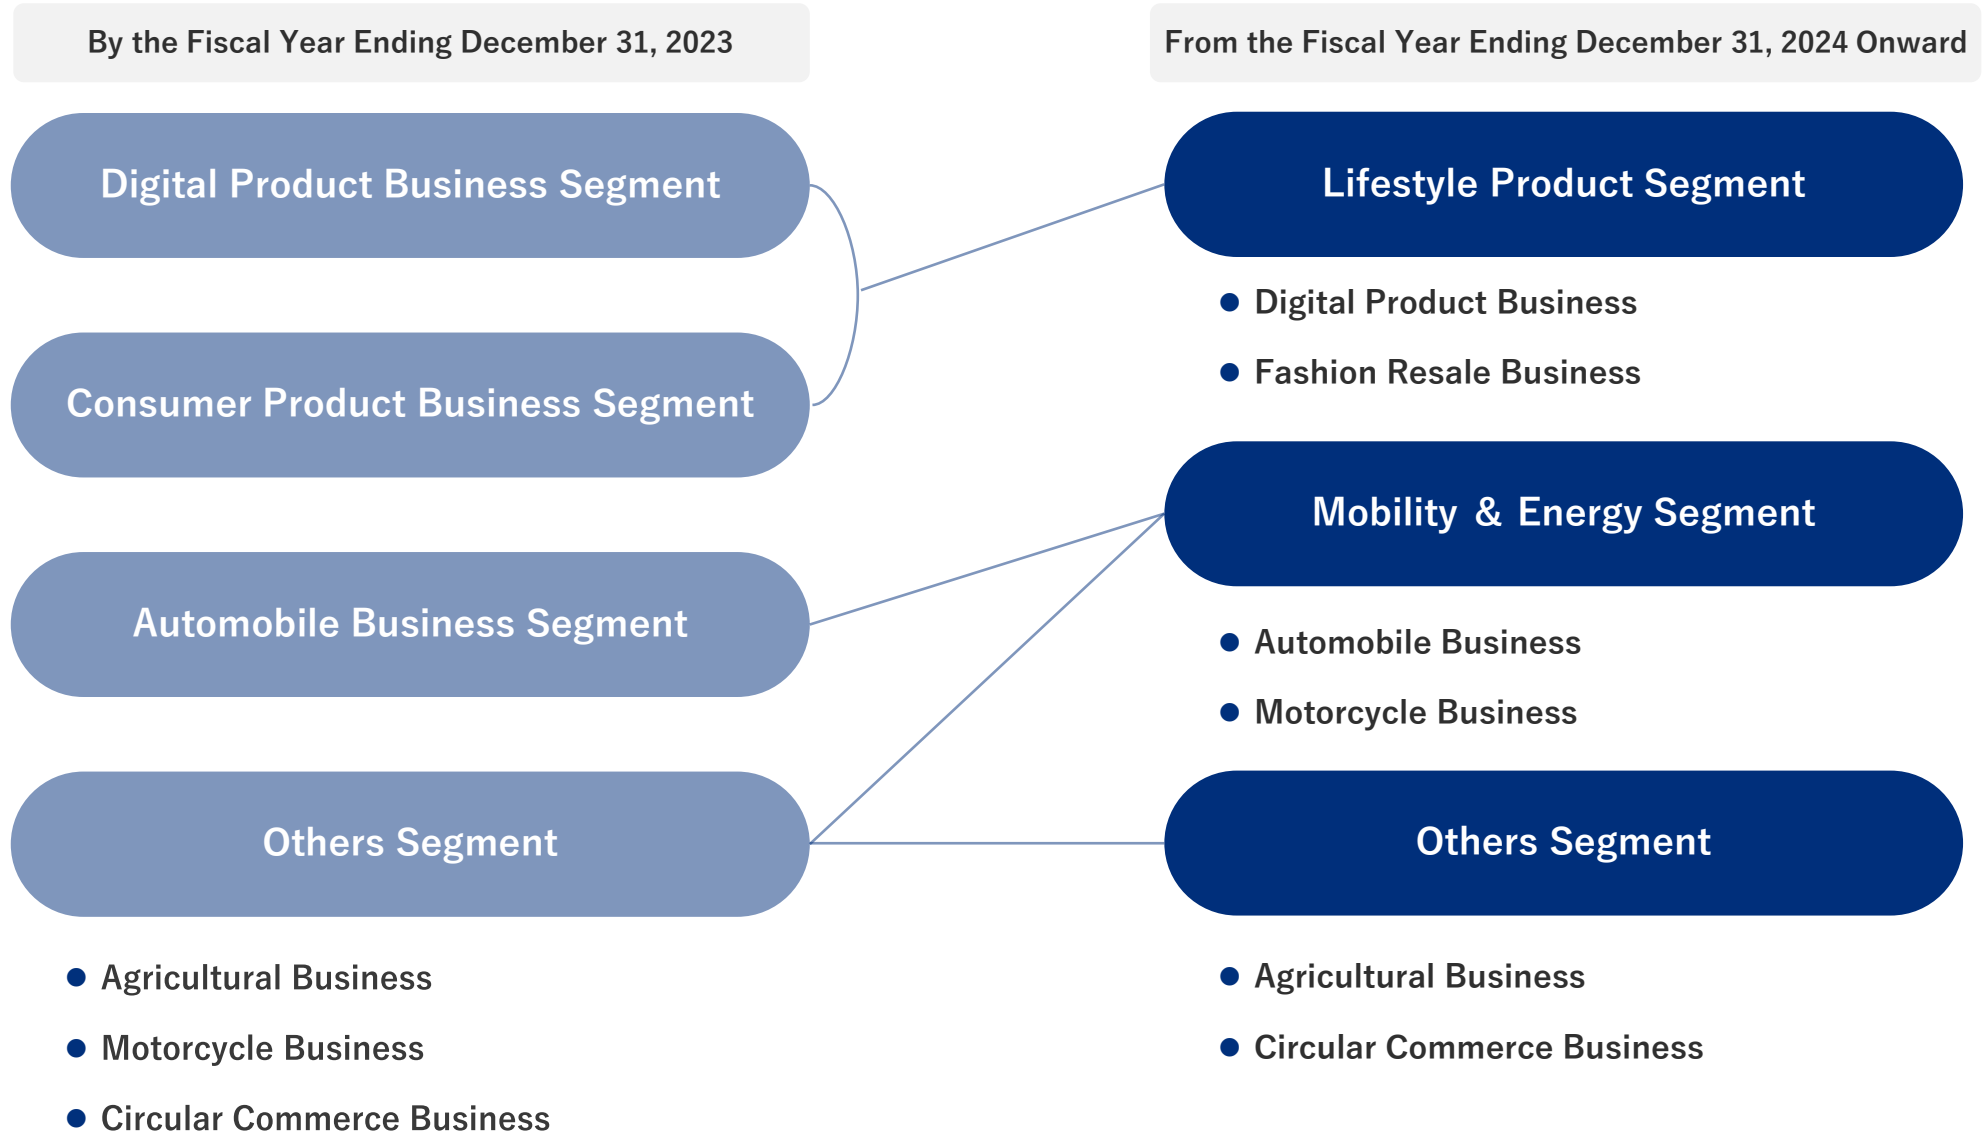 By the Fiscal Year Ending December 31, 2023
Digital Product Business Segment
Consumer Product Business Segment
Automobile Business Segment
Others Segment
● Agricultural Business
● Motorcycle Business
● Circular Commerce Business
From the Fiscal Year Ending December 31, 2024 Onward
Lifestyle Product Segment
● Digital Product Business
● Fashion Resale Business
Mobility & Energy Segment
● Automobile Business
● Motorcycle Business
Others Segment
● Agricultural Business
● Circular Commerce Business